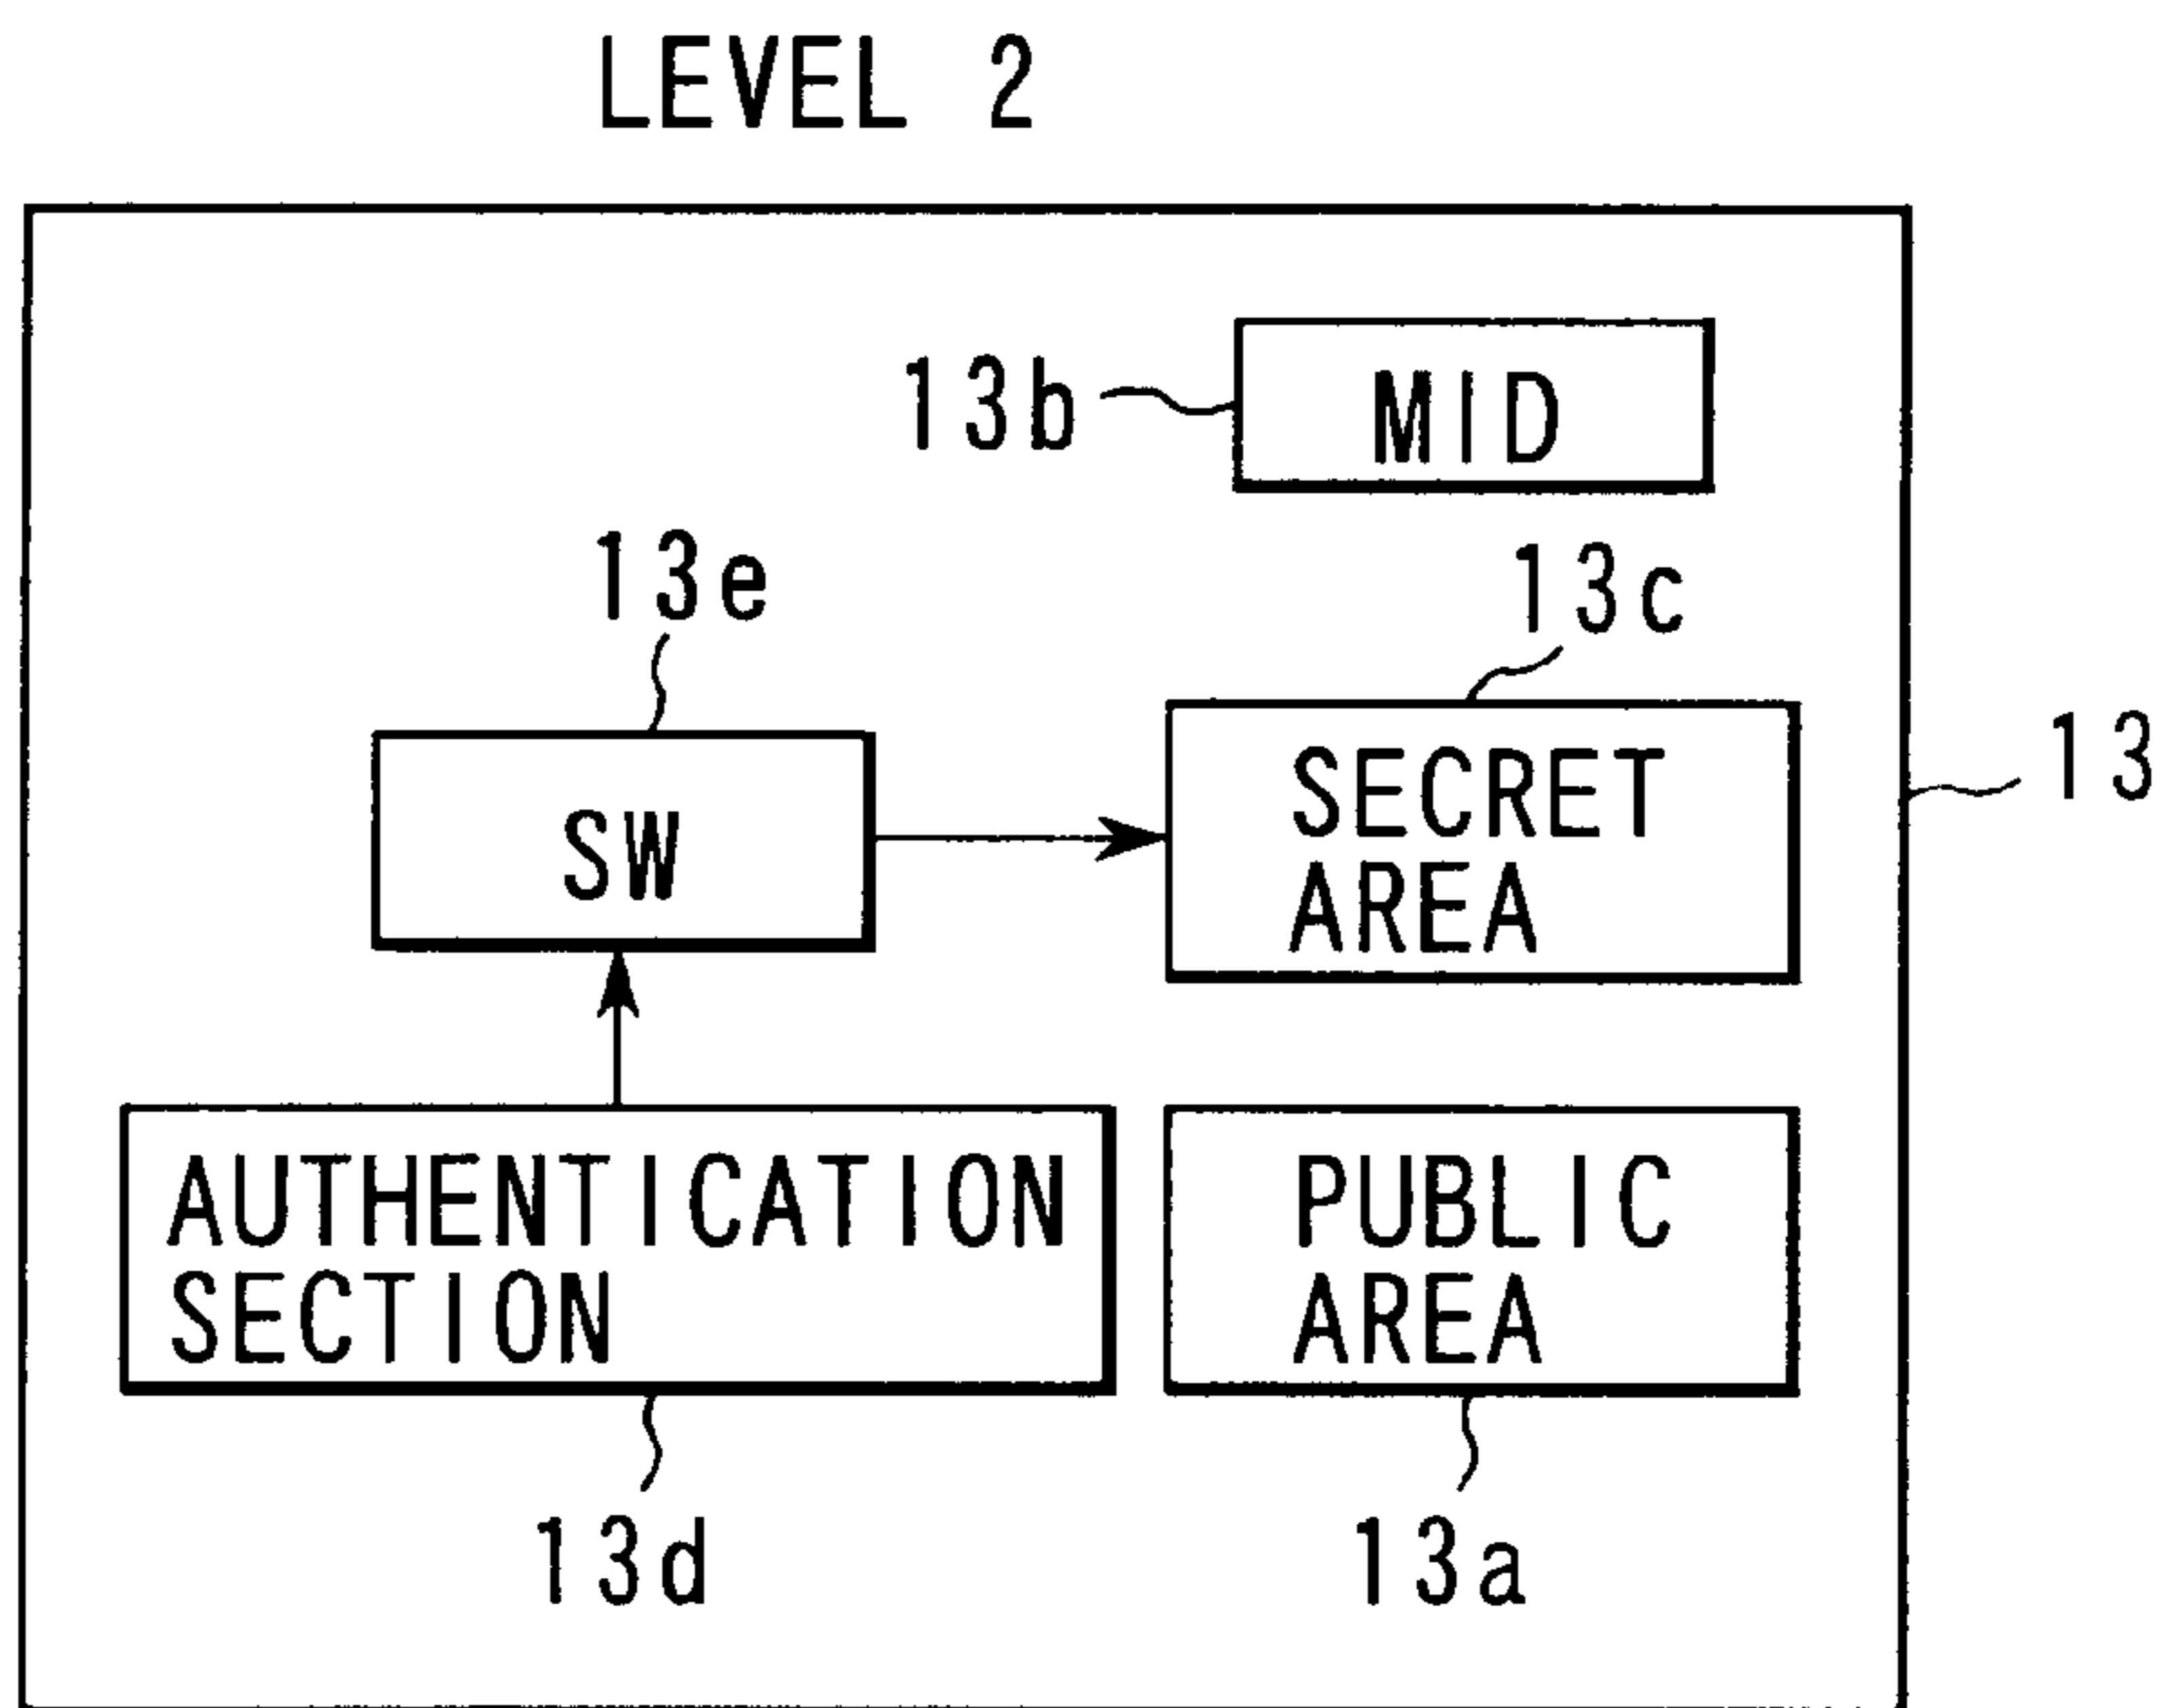 LEVEL 2
13b
MID
13e
13c
13
SW
SECRET
AREA
AUTHENTICATION
SECTION
PUBLIC
AREA
13d
13a